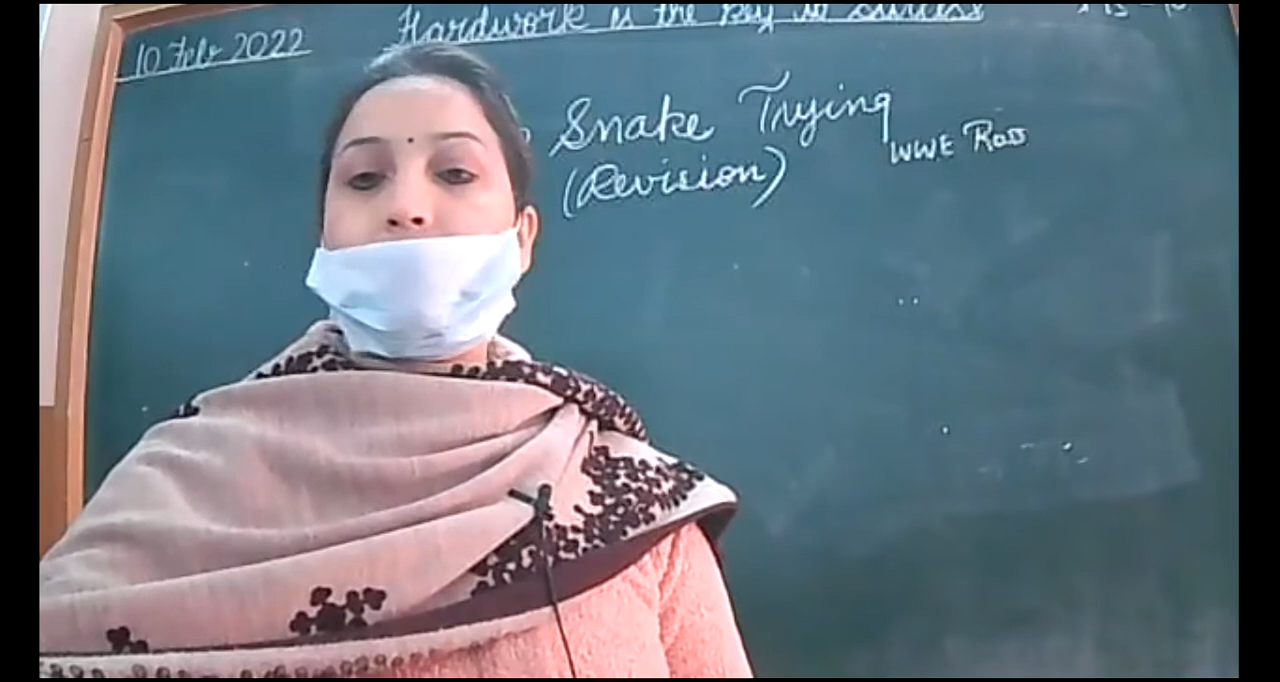 Hardwork is the key to success
10 Feb 2022
Snake Trying
(Revision)
WWE Ross